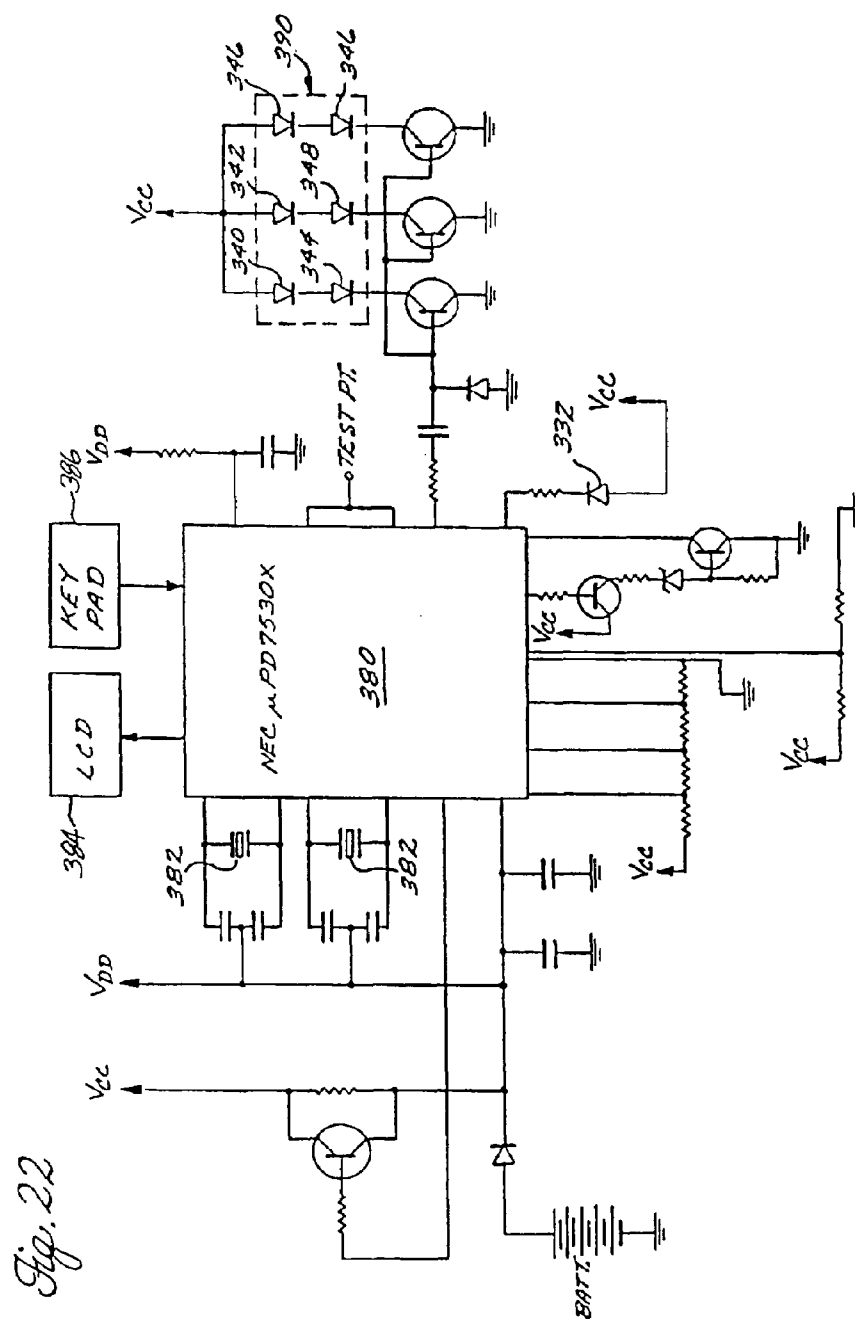 Fig. 22
BATT.
VCC
VDD
382
382
384
LCD
386
KEY
PAD
NEC µPD7530X
380
VDD
TEST PT.
VCC
340
342
346
390
344
348
346
332
VCC
VCC
VCC
VCC